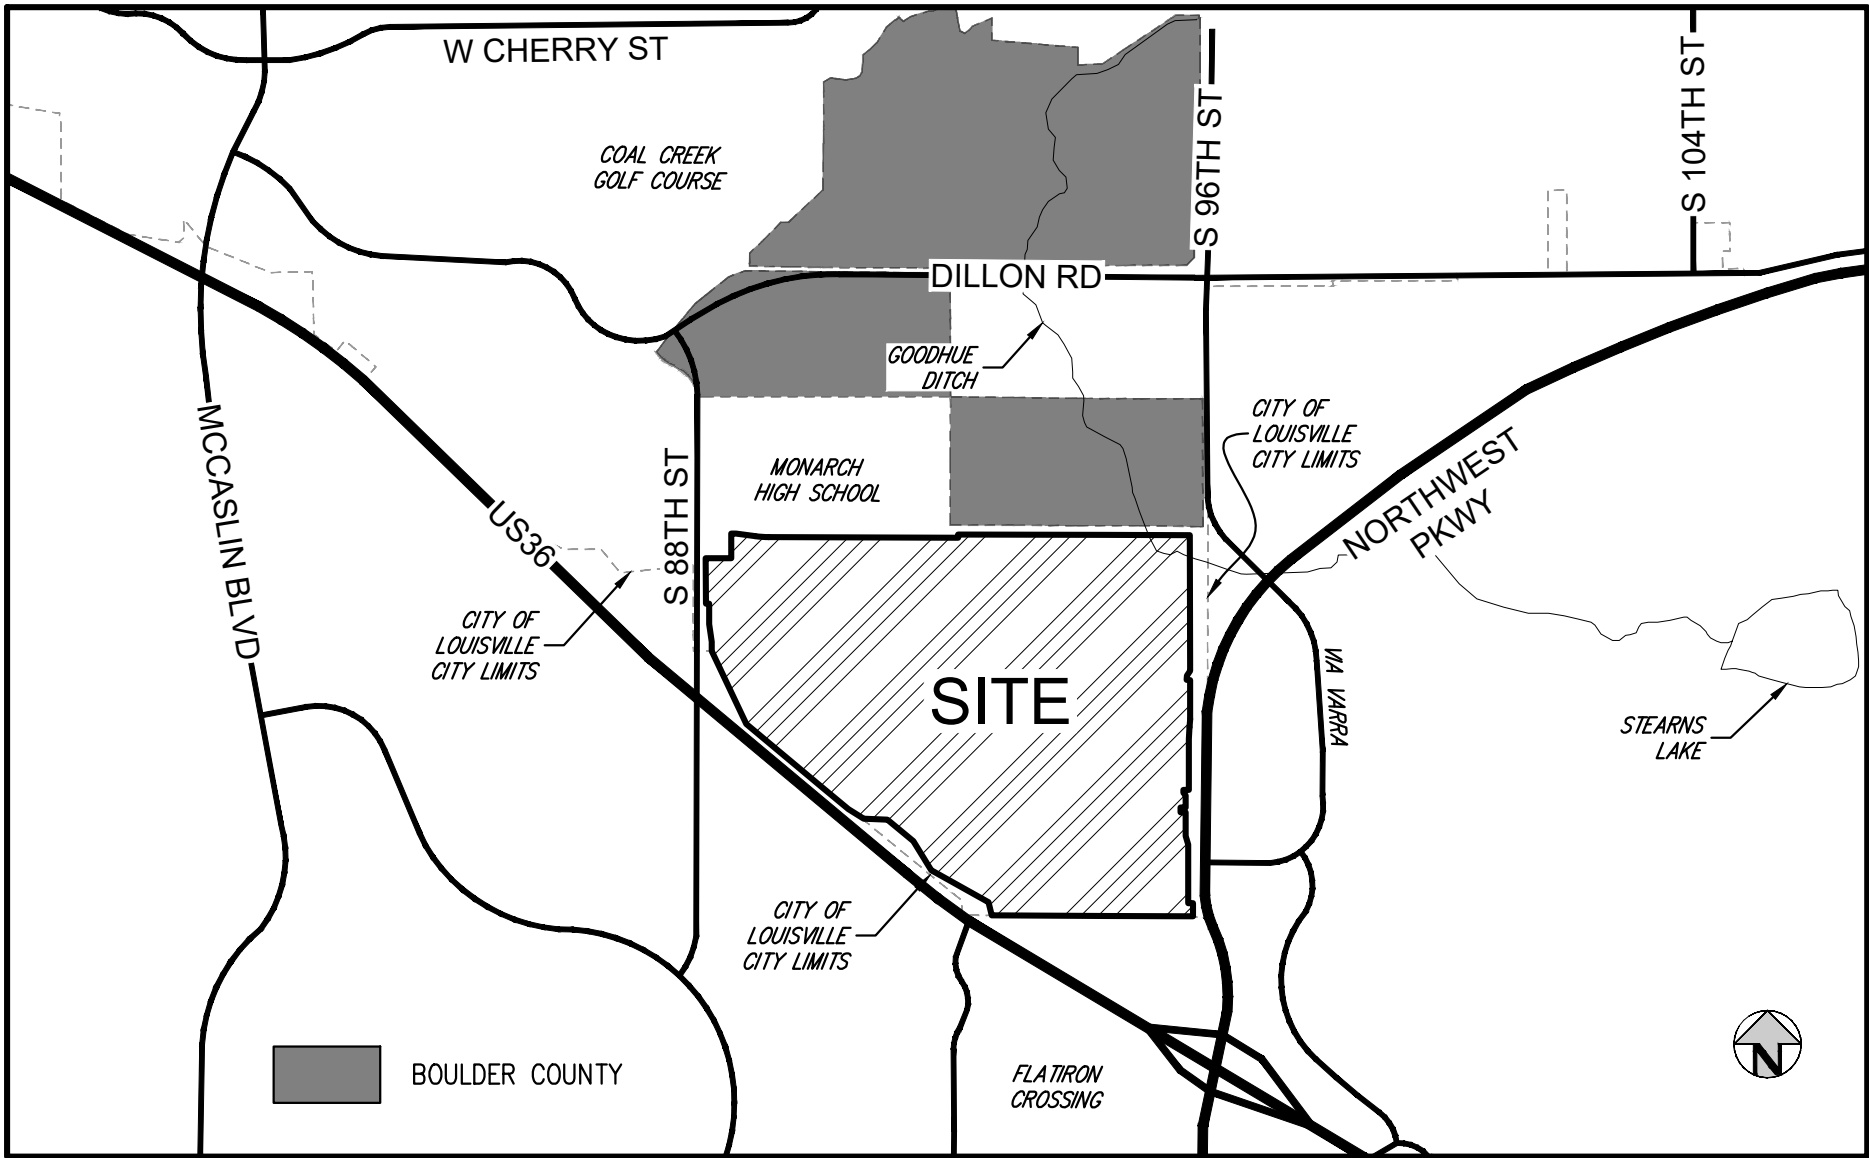 W CHERRY ST
S 104TH ST
S 96TH ST
COAL CREEK
GOLF COURSE
DILLON RD
GOODHUE
DITCH
CITY OF
LOUISVILLE
CITY LIMITS
MCCASLIN BLVD
US36
S 88TH ST
MONARCH
HIGH SCHOOL
NORTHWEST
PKWY
CITY OF
LOUISVILLE
CITY LIMITS
SITE
VIA VARRA
STEARNS
LAKE
CITY OF
LOUISVILLE
CITY LIMITS
BOULDER COUNTY
FLATIRON
CROSSING
N